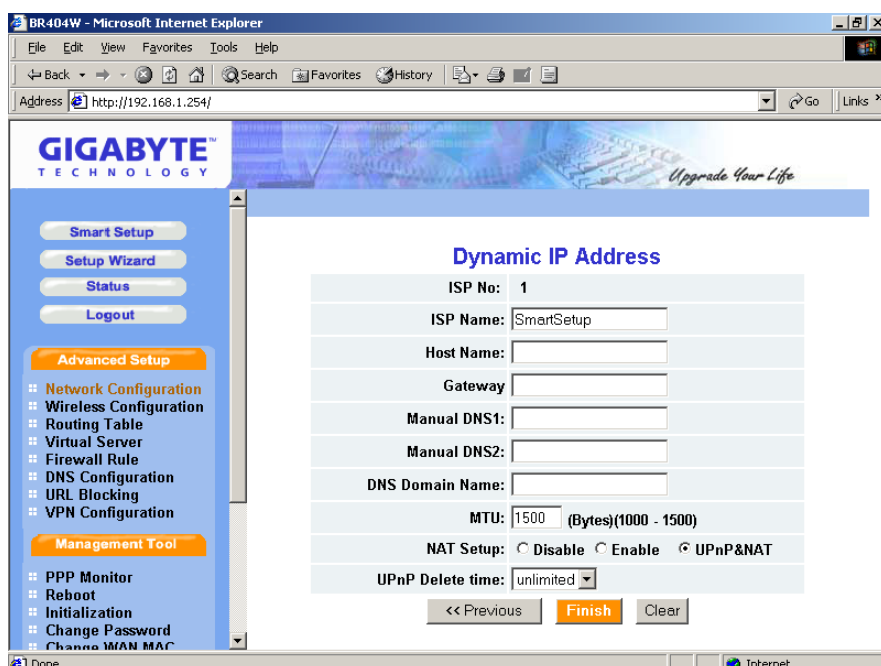 BR404W - Microsoft Internet Explorer
File Edit View Favorites Tools Help
Back Search Favorites History
Address http://192.168.1.254/ Go Links »
GIGABYTE™
TECHNOLOGY
Upgrade Your Life
Smart Setup
Setup Wizard
Status
Logout
Advanced Setup
Network Configuration
Wireless Configuration
Routing Table
Virtual Server
Firewall Rule
DNS Configuration
URL Blocking
VPN Configuration
Management Tool
PPP Monitor
Reboot
Initialization
Change Password
Change WAN MAC
Dynamic IP Address
ISP No: 1
ISP Name: SmartSetup
Host Name:
Gateway
Manual DNS1:
Manual DNS2:
DNS Domain Name:
MTU: 1500 (Bytes)(1000 - 1500)
NAT Setup: Disable Enable UPnP&NAT
UPnP Delete time: unlimited
<< Previous Finish Clear
Done Internet